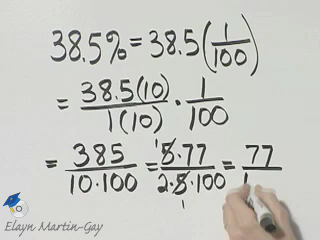 38.5% = 38.5(1/100)
= 38.5(10)/1(10) · 1/100
= 385/10·100 = 5·77/2·5·100 = 77/
Elayn Martin-Gay